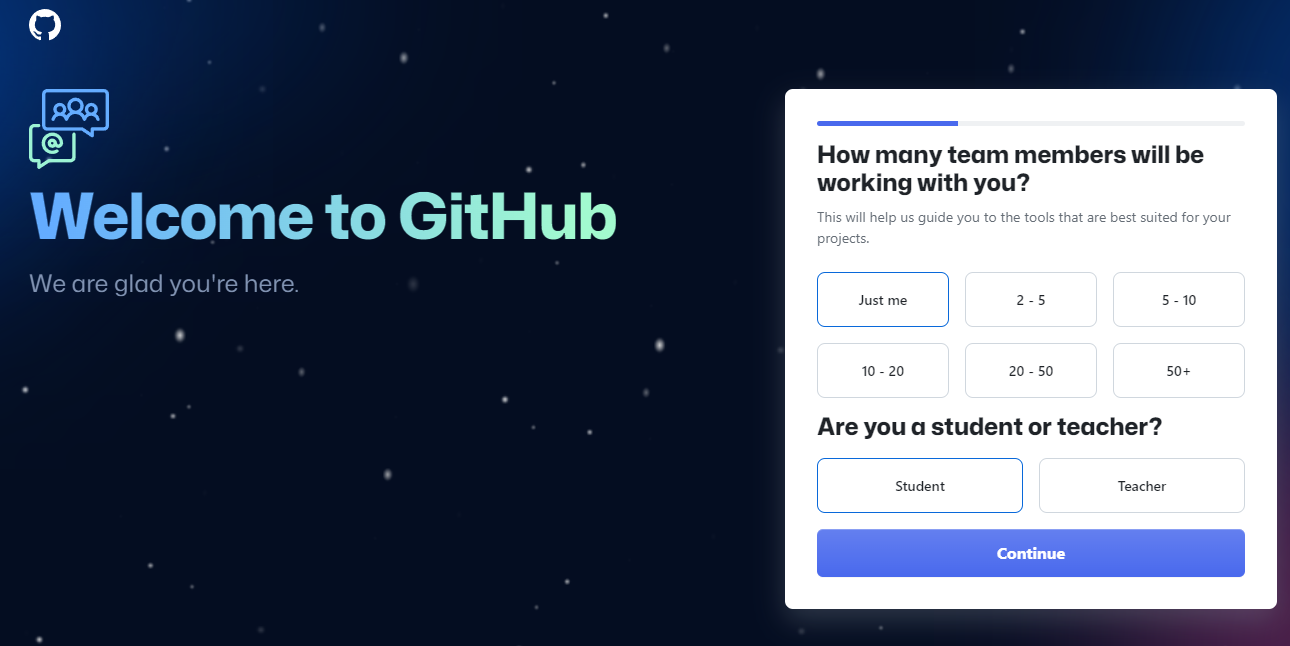 @
Welcome to GitHub
We are glad you're here.
How many team members will be
working with you?
This will help us guide you to the tools that are best suited for your
projects.
Just me
2 - 5
5 - 10
10 - 20
20 - 50
50+
Are you a student or teacher?
Student
Teacher
Continue